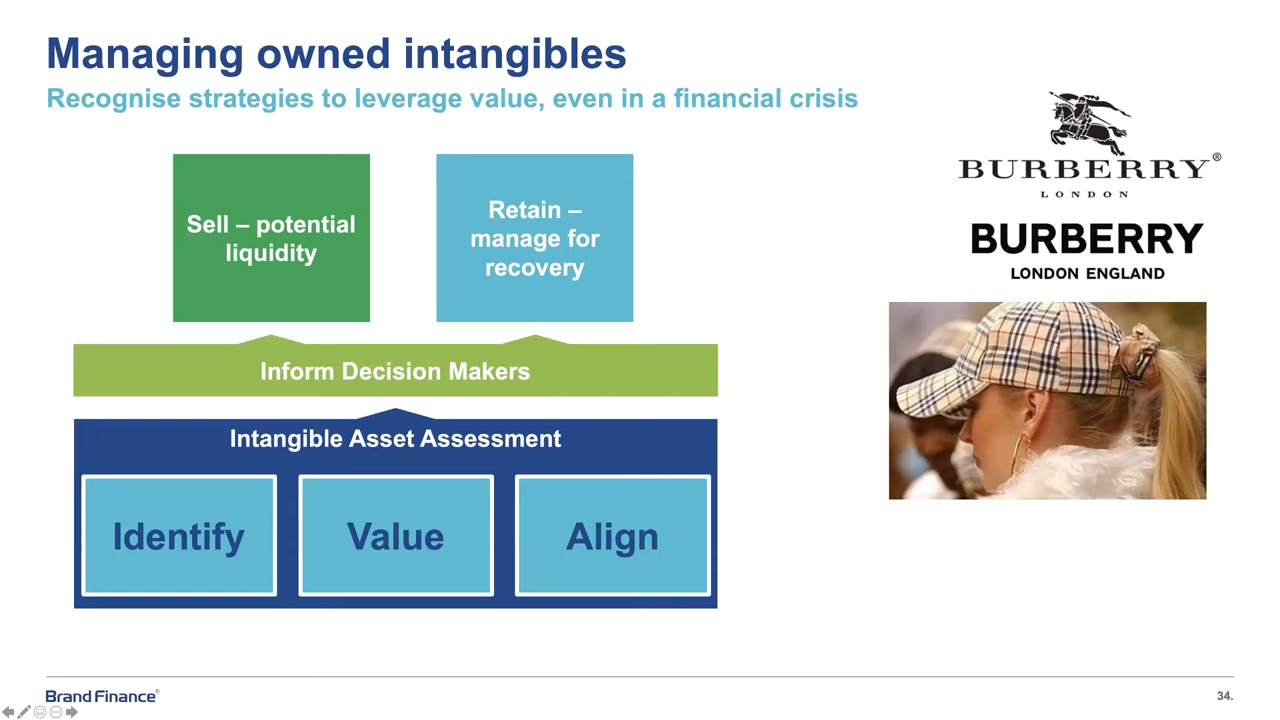 Managing owned intangibles
Recognise strategies to leverage value, even in a financial crisis
Sell – potential
liquidity
Retain –
manage for
recovery
Inform Decision Makers
Intangible Asset Assessment
Identify
Value
Align
BURBERRY®
LONDON
BURBERRY
LONDON ENGLAND
Brand Finance®
34.